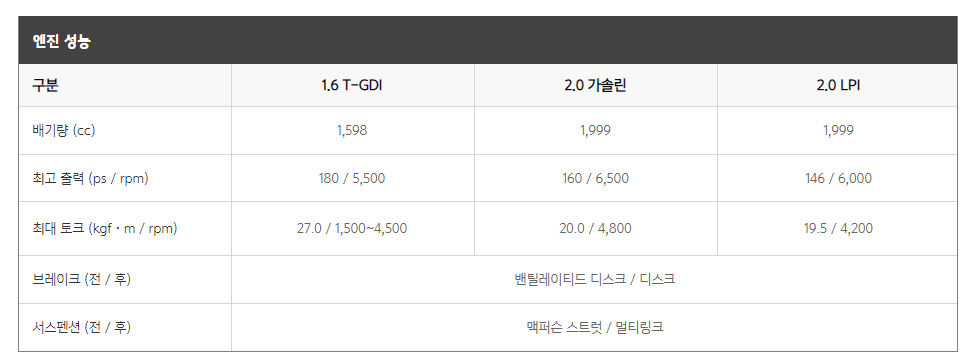 엔진 성능
구분 1.6 T-GDI 2.0 가솔린 2.0 LPI
배기량 (cc) 1,598 1,999 1,999
최고 출력 (ps / rpm) 180 / 5,500 160 / 6,500 146 / 6,000
최대 토크 (kgf·m / rpm) 27.0 / 1,500~4,500 20.0 / 4,800 19.5 / 4,200
브레이크 (전 / 후) 밴틸레이티드 디스크 / 디스크
서스펜션 (전 / 후) 맥퍼슨 스트럿 / 멀티링크